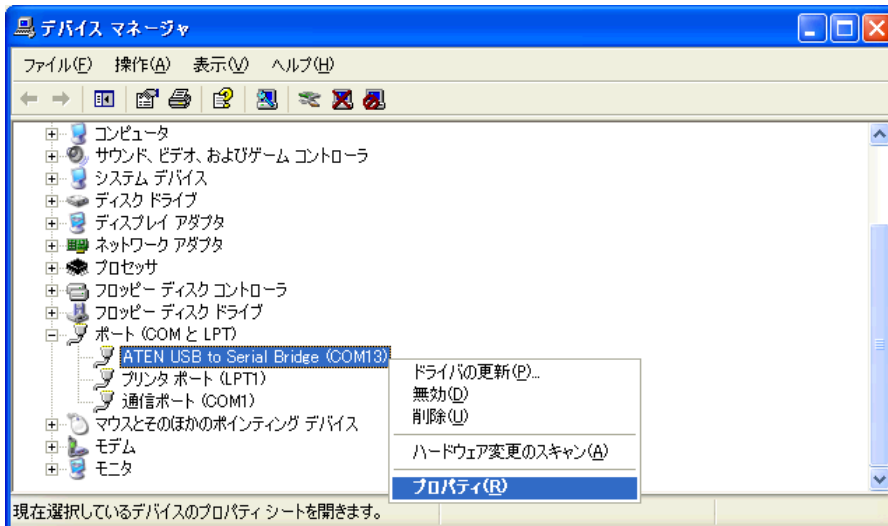 デバイス マネージャ
ファイル(F) 操作(A) 表示(V) ヘルプ(H)
コンピュータ
サウンド、ビデオ、およびゲーム コントローラ
システム デバイス
ディスク ドライブ
ディスプレイ アダプタ
ネットワーク アダプタ
プロセッサ
フロッピー ディスク コントローラ
フロッピー ディスク ドライブ
ポート (COM と LPT)
ATEN USB to Serial Bridge (COM13)
プリンタ ポート (LPT1)
通信ポート (COM1)
マウスとそのほかのポインティング デバイス
モデム
モニタ
ドライバの更新(P)...
無効(D)
削除(U)
ハードウェア変更のスキャン(A)
プロパティ(R)
現在選択しているデバイスのプロパティ シートを開きます。